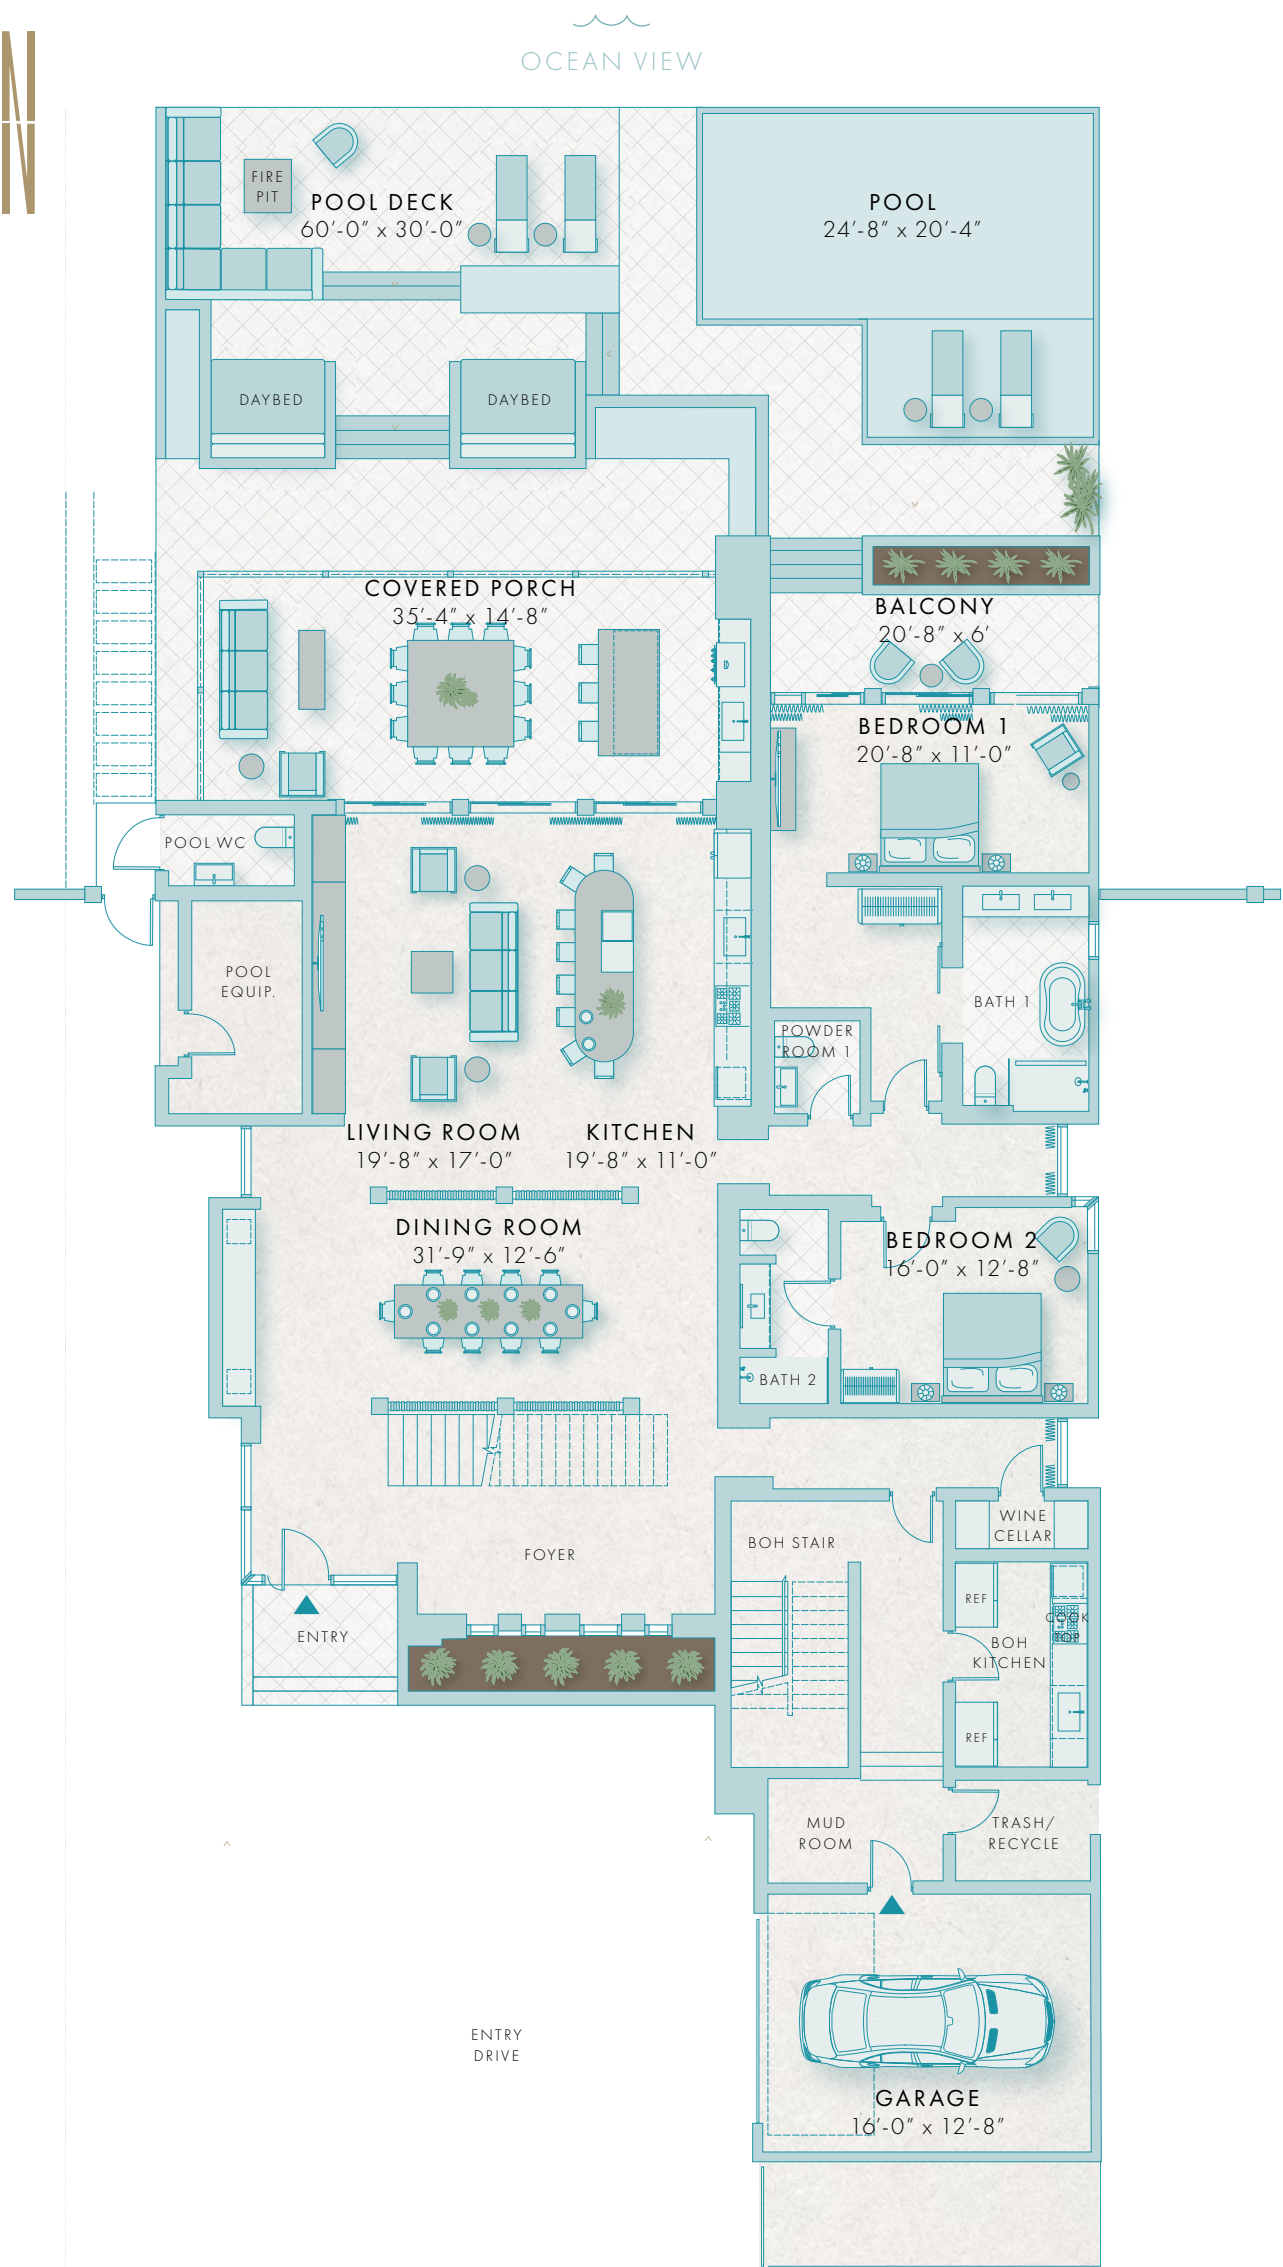 N
OCEAN VIEW
FIRE
PIT
POOL DECK
60'-0" x 30'-0"
POOL
24'-8" x 20'-4"
DAYBED
DAYBED
COVERED PORCH
35'-4" x 14'-8"
BALCONY
20'-8" x 6'
BEDROOM 1
20'-8" x 11'-0"
POOL WC
POOL
EQUIP.
BATH 1
POWDER
ROOM 1
LIVING ROOM
19'-8" x 17'-0"
KITCHEN
19'-8" x 11'-0"
DINING ROOM
31'-9" x 12'-6"
BEDROOM 2
16'-0" x 12'-8"
BATH 2
WINE
CELLAR
BOH STAIR
FOYER
REF
COOK
TOP
BOH
KITCHEN
ENTRY
REF
MUD
ROOM
TRASH/
RECYCLE
ENTRY
DRIVE
GARAGE
16'-0" x 12'-8"